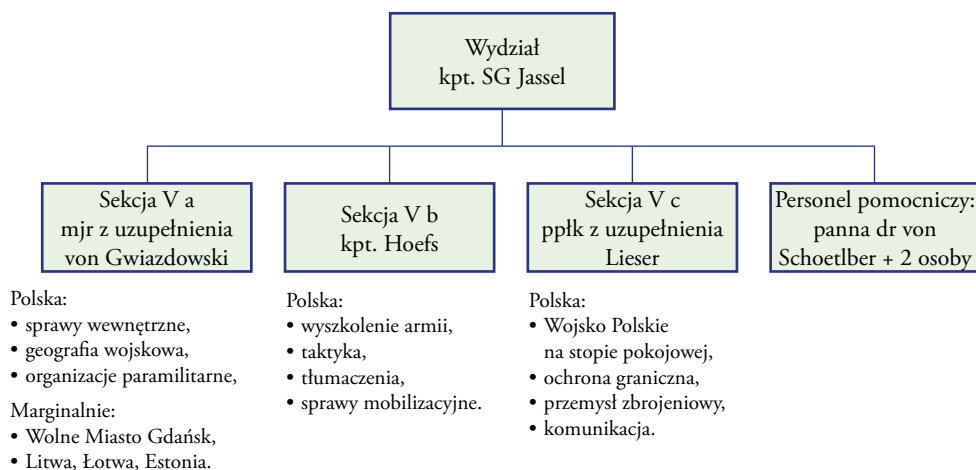 Wydział
kpt. SG Jassel
Sekcja V a
mjr z uzupełnienia
von Gwiazdowski
Polska:
• sprawy wewnętrzne,
• geografia wojskowa,
• organizacje paramilitarne,
Marginalnie:
• Wolne Miasto Gdańsk,
• Litwa, Łotwa, Estonia.
Sekcja V b
kpt. Hoefs
Polska:
• wyszkolenie armii,
• taktyka,
• tłumaczenia,
• sprawy mobilizacyjne.
Sekcja V c
ppłk z uzupełnienia
Lieser
Polska:
• Wojsko Polskie
na stopie pokojowej,
• ochrona graniczna,
• przemysł zbrojeniowy,
• komunikacja.
Personel pomocniczy:
panna dr von
Schoetlber + 2 osoby